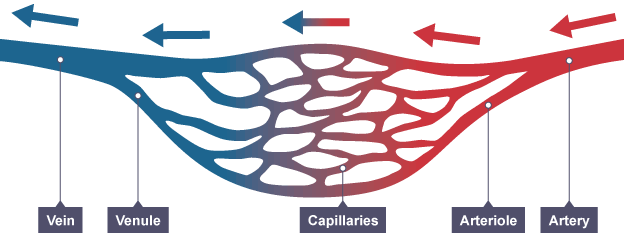 Vein
Venule
Capillaries
Arteriole
Artery